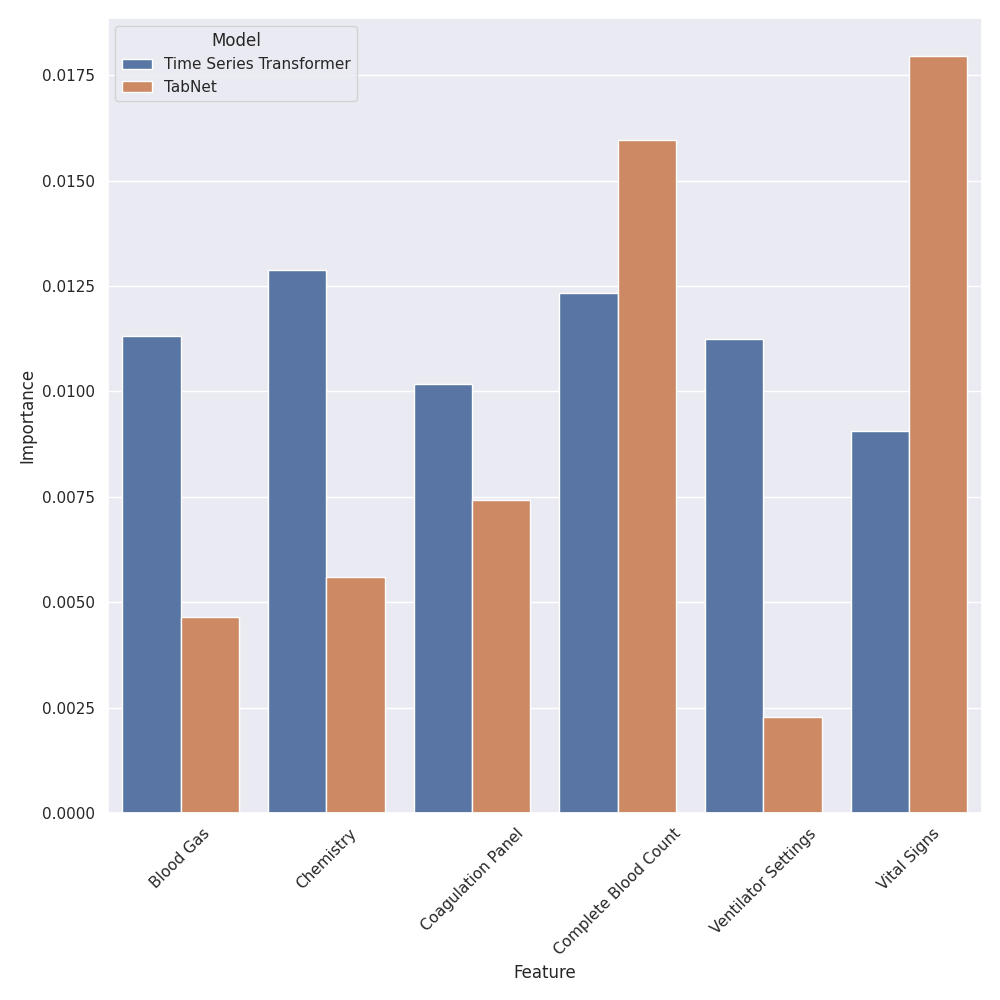 Model
Time Series Transformer
TabNet
0.0175
0.0150
0.0125
0.0100
0.0075
0.0050
0.0025
0.0000
Importance
Blood Gas
Chemistry
Coagulation Panel
Complete Blood Count
Ventilator Settings
Vital Signs
Feature